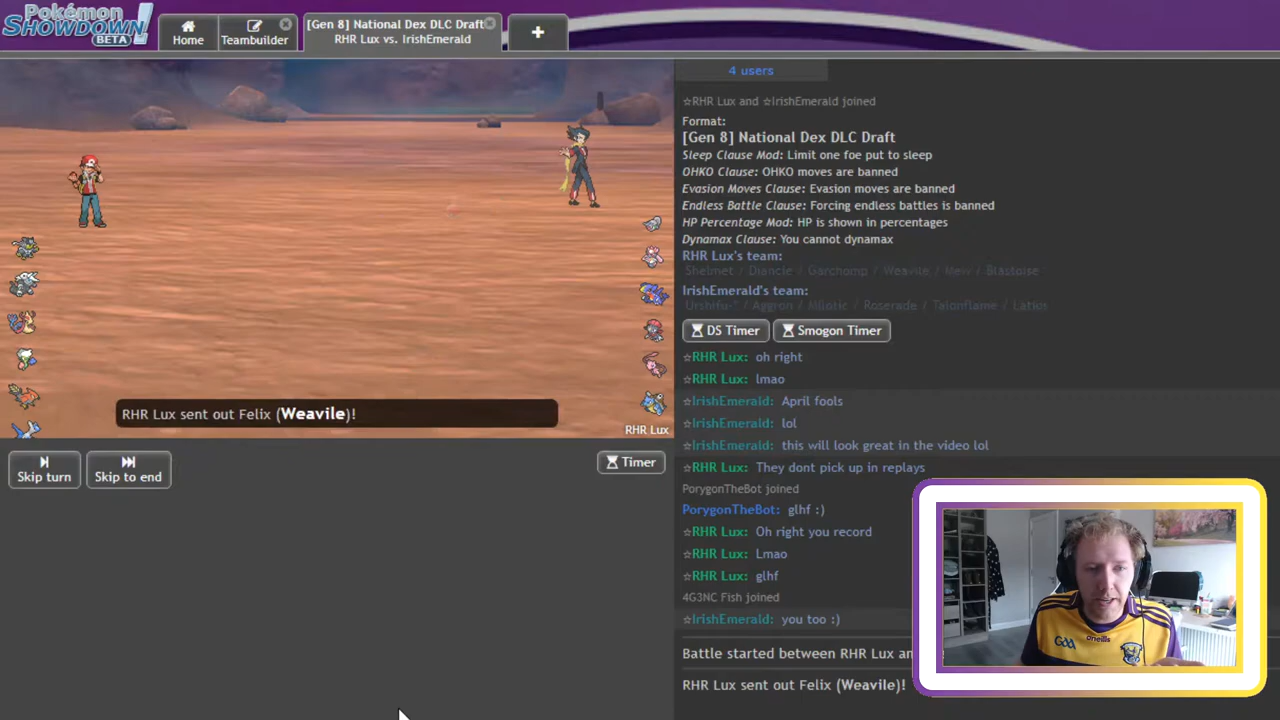 Pokémon
SHOWDOWN!
BETA
Home
Teambuilder
[Gen 8] National Dex DLC Draft
RHR Lux vs. IrishEmerald
+
4 users
☆RHR Lux and ☆IrishEmerald joined
Format:
[Gen 8] National Dex DLC Draft
Sleep Clause Mod: Limit one foe put to sleep
OHKO Clause: OHKO moves are banned
Evasion Moves Clause: Evasion moves are banned
Endless Battle Clause: Forcing endless battles is banned
HP Percentage Mod: HP is shown in percentages
Dynamax Clause: You cannot dynamax
RHR Lux's team:
Shelmet / Diancie / Garchomp / Weavile / Mew / Blastoise
IrishEmerald's team:
Urshifu-* / Aggron / Milotic / Roserade / Talonflame / Latios
DS Timer
Smogon Timer
☆RHR Lux: oh right
☆RHR Lux: lmao
☆IrishEmerald: April fools
☆IrishEmerald: lol
☆IrishEmerald: this will look great in the video lol
☆RHR Lux: They dont pick up in replays
PorygonTheBot joined
PorygonTheBot: glhf :)
☆RHR Lux: Oh right you record
☆RHR Lux: Lmao
☆RHR Lux: glhf
4G3NC Fish joined
☆IrishEmerald: you too :)
Battle started between RHR Lux an
RHR Lux sent out Felix (Weavile)!
RHR Lux sent out Felix (Weavile)!
RHR Lux
Skip turn
Skip to end
Timer
GAA
oneills